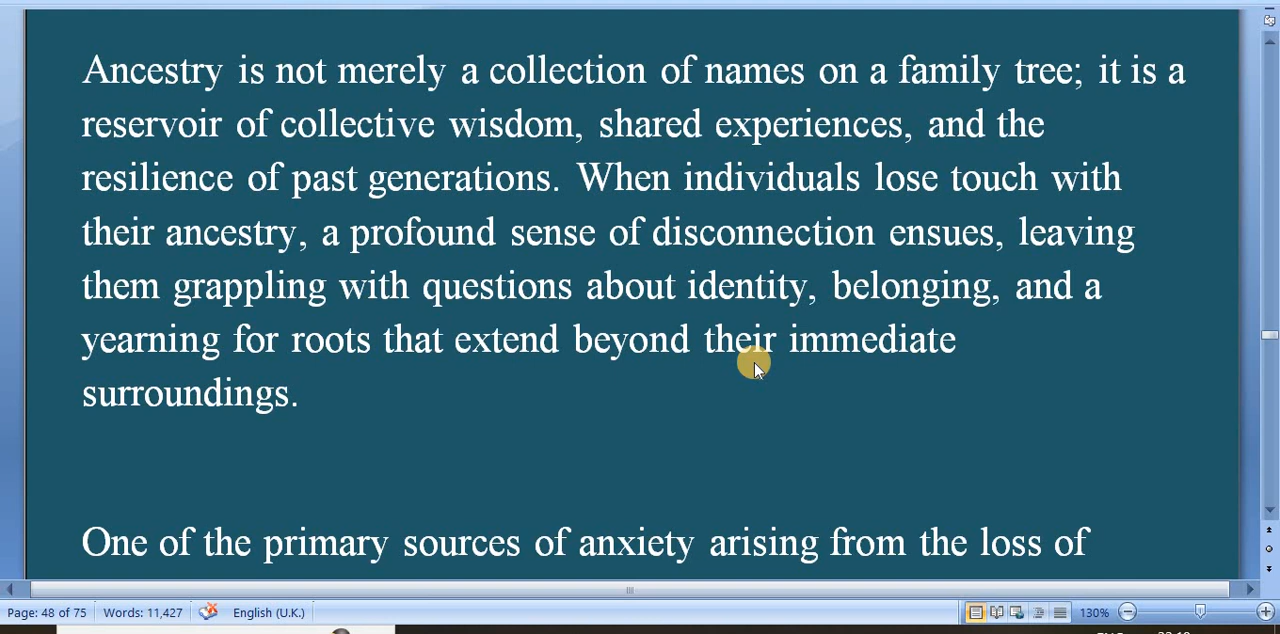 Ancestry is not merely a collection of names on a family tree; it is a
reservoir of collective wisdom, shared experiences, and the
resilience of past generations. When individuals lose touch with
their ancestry, a profound sense of disconnection ensues, leaving
them grappling with questions about identity, belonging, and a
yearning for roots that extend beyond their immediate
surroundings.
One of the primary sources of anxiety arising from the loss of
Page: 48 of 75 Words: 11,427 English (U.K.) 130%